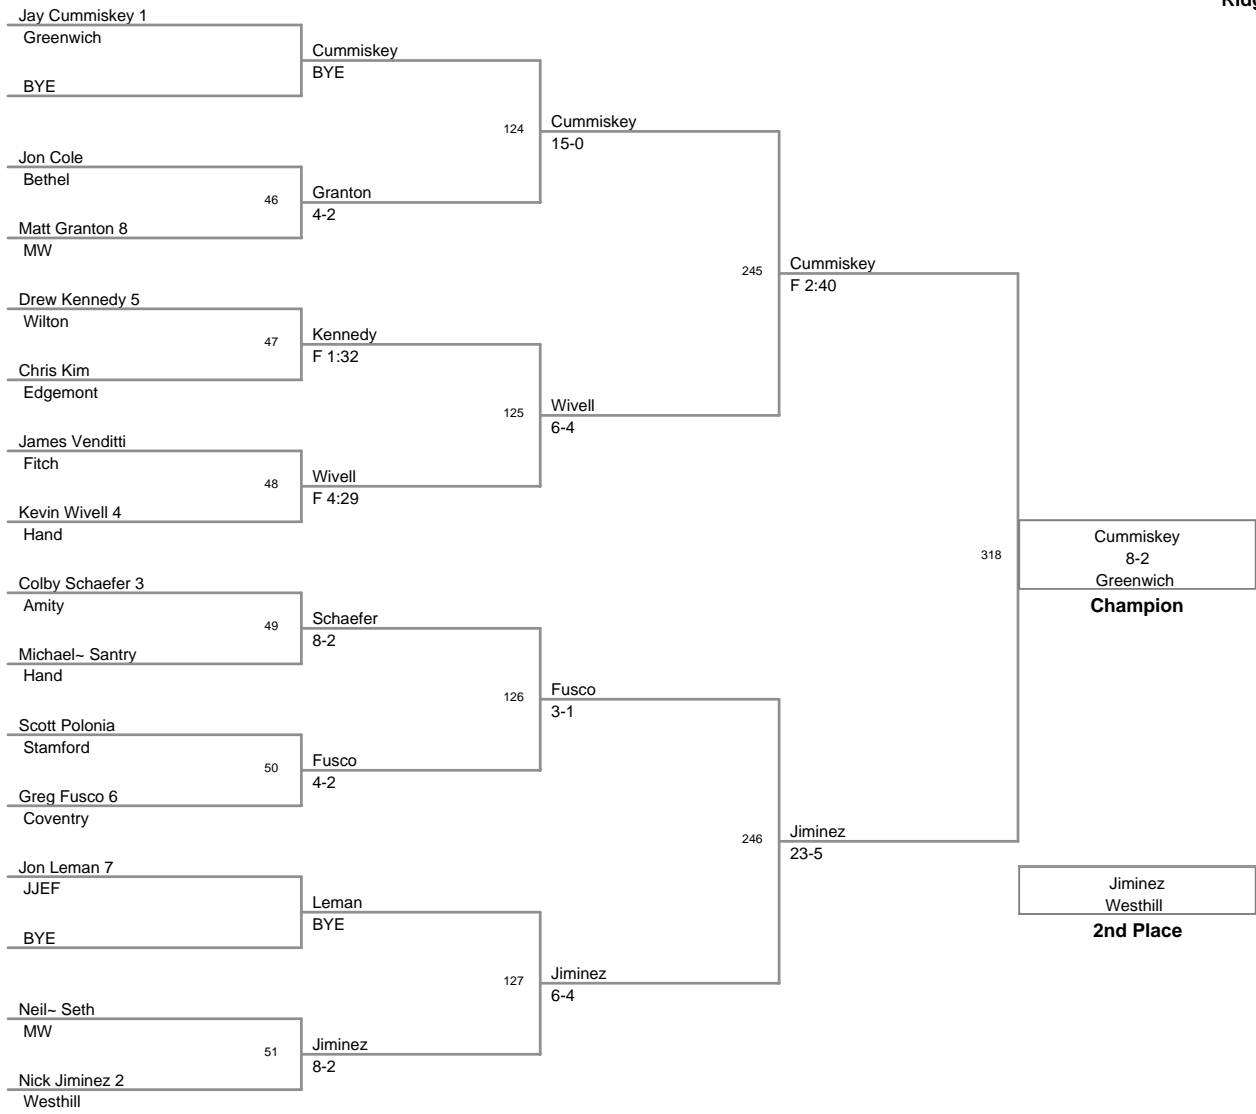 Ridg
Jay Cummiskey 1
Greenwich
Cummiskey
BYE
BYE
124
Cummiskey
15-0
Jon Cole
Bethel
46
Granton
4-2
Matt Granton 8
MW
245
Cummiskey
F 2:40
Drew Kennedy 5
Wilton
47
Kennedy
F 1:32
Chris Kim
Edgemont
125
Wivell
6-4
James Venditti
Fitch
48
Wivell
F 4:29
Kevin Wivell 4
Hand
318
Cummiskey
8-2
Greenwich
Champion
Colby Schaefer 3
Amity
49
Schaefer
8-2
Michael~ Santry
Hand
126
Fusco
3-1
Scott Polonia
Stamford
50
Fusco
4-2
Greg Fusco 6
Coventry
246
Jiminez
23-5
Jon Leman 7
JJEF
Leman
BYE
BYE
Jiminez
Westhill
2nd Place
127
Jiminez
6-4
Neil~ Seth
MW
51
Jiminez
8-2
Nick Jiminez 2
Westhill